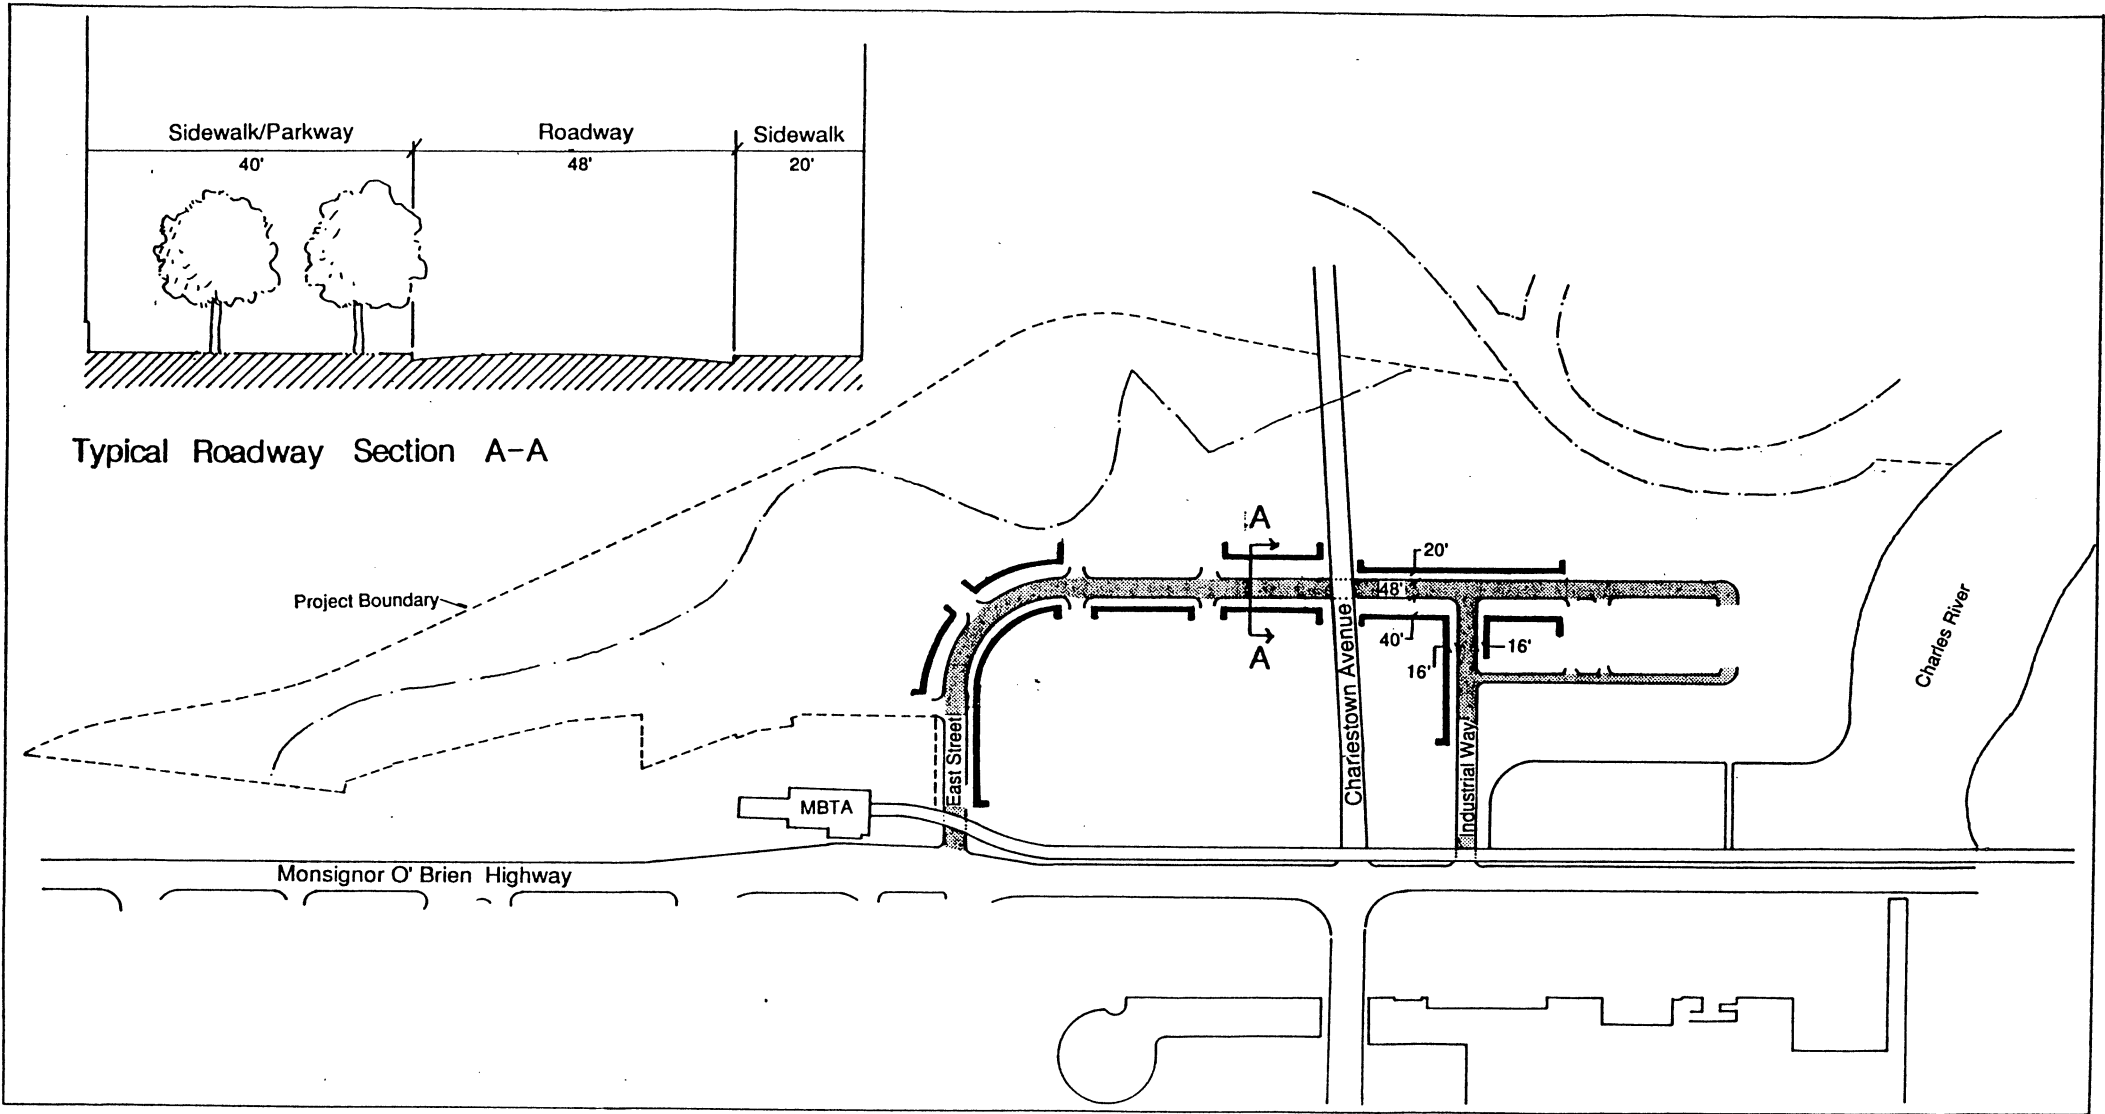 Sidewalk/Parkway
Roadway
Sidewalk
40'
48'
20'
Typical Roadway Section A-A
A
20'
48'
Project Boundary
40'
16'
16'
A
Charles River
Charlestown Avenue
East Street
Industrial Way
MBTA
Monsignor O' Brien Highway